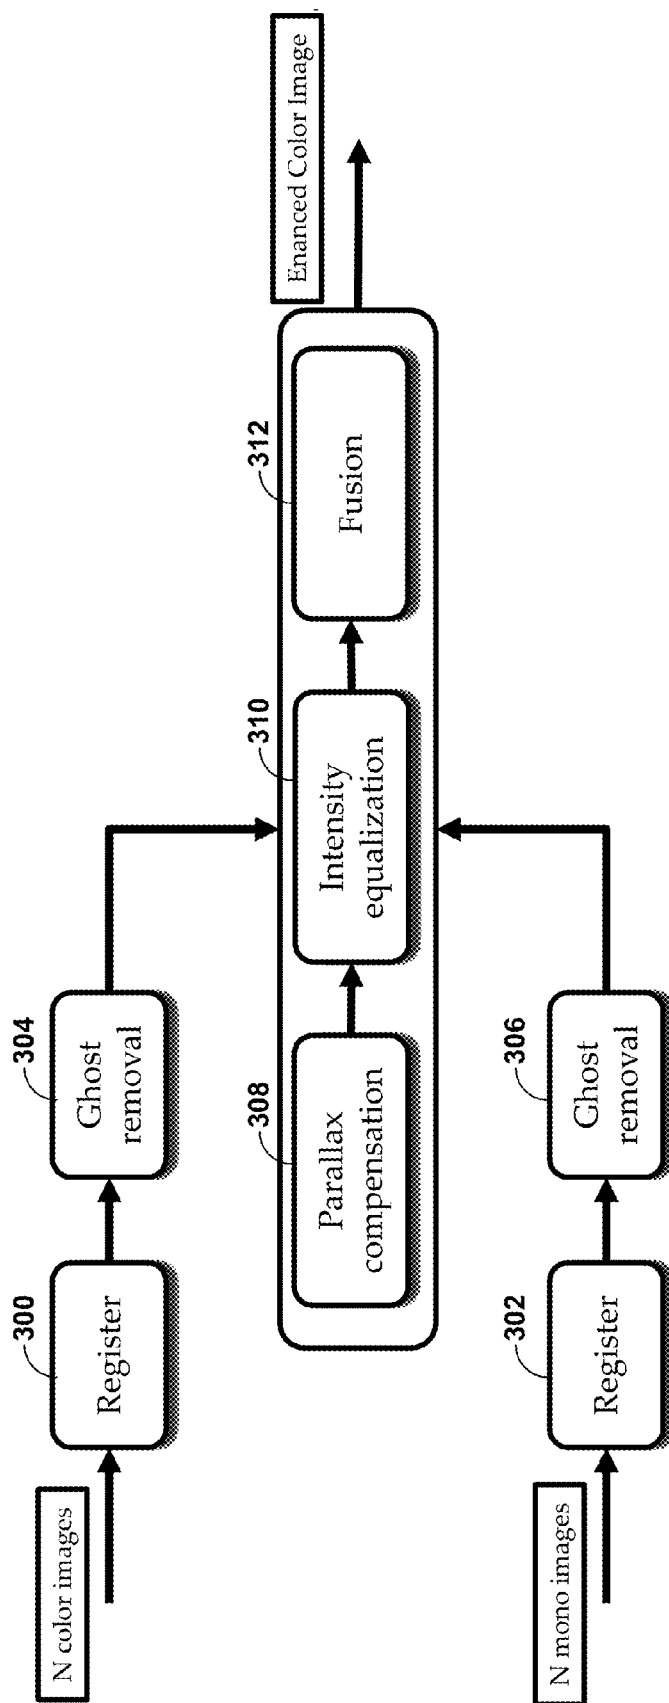 N color images
300
Register
304
Ghost
removal
308
Parallax
compensation
310
Intensity
equalization
312
Fusion
Enanced Color Image
N mono images
302
Register
306
Ghost
removal